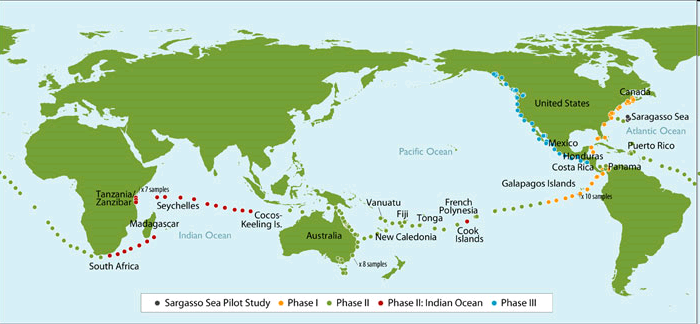 Canada
United States
Saragasso Sea
Atlantic Ocean
Mexico
Puerto Rico
Honduras
Pacific Ocean
Costa Rica
Panama
Galapagos Islands
x 10 samples
x 7 samples
Tanzania/
Zanzibar
Seychelles
Madagascar
Indian Ocean
Cocos-
Keeling Is.
Vanuatu
Fiji
Tonga
French
Polynesia
Cook
Islands
Australia
New Caledonia
x 8 samples
South Africa
Sargasso Sea Pilot Study
Phase I
Phase II
Phase II: Indian Ocean
Phase III